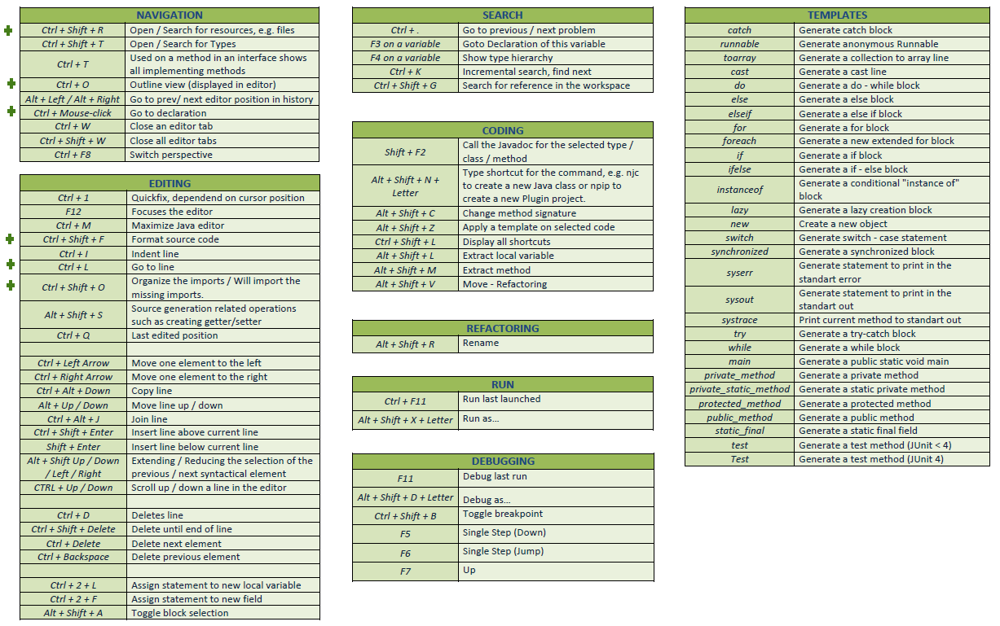 NAVIGATION
Ctrl + Shift + R Open / Search for resources, e.g. files
Ctrl + Shift + T Open / Search for Types
Ctrl + T Used on a method in an interface shows
all implementing methods
Ctrl + O Outline view (displayed in editor)
Alt + Left / Alt + Right Go to prev/ next editor position in history
Ctrl + Mouse-click Go to declaration
Ctrl + W Close an editor tab
Ctrl + Shift + W Close all editor tabs
Ctrl + F8 Switch perspective
EDITING
Ctrl + 1 Quickfix, dependend on cursor position
F12 Focuses the editor
Ctrl + M Maximize Java editor
Ctrl + Shift + F Format source code
Ctrl + I Indent line
Ctrl + L Go to line
Ctrl + Shift + O Organize the imports / Will import the
missing imports.
Alt + Shift + S Source generation related operations
such as creating getter/setter
Ctrl + Q Last edited position
Ctrl + Left Arrow Move one element to the left
Ctrl + Right Arrow Move one element to the right
Ctrl + Alt + Down Copy line
Alt + Up / Down Move line up / down
Ctrl + Alt + J Join line
Ctrl + Shift + Enter Insert line above current line
Shift + Enter Insert line below current line
Alt + Shift Up / Down Extending / Reducing the selection of the
/ Left / Right previous / next syntactical element
CTRL + Up / Down Scroll up / down a line in the editor
Ctrl + D Deletes line
Ctrl + Shift + Delete Delete until end of line
Ctrl + Delete Delete next element
Ctrl + Backspace Delete previous element
Ctrl + 2 + L Assign statement to new local variable
Ctrl + 2 + F Assign statement to new field
Alt + Shift + A Toggle block selection
SEARCH
Ctrl + . Go to previous / next problem
F3 on a variable Goto Declaration of this variable
F4 on a variable Show type hierarchy
Ctrl + K Incremental search, find next
Ctrl + Shift + G Search for reference in the workspace
CODING
Shift + F2 Call the Javadoc for the selected type /
class / method
Alt + Shift + N + Type shortcut for the command, e.g. njc
Letter to create a new Java class or npip to
create a new Plugin project.
Alt + Shift + C Change method signature
Alt + Shift + Z Apply a template on selected code
Ctrl + Shift + L Display all shortcuts
Alt + Shift + L Extract local variable
Alt + Shift + M Extract method
Alt + Shift + V Move - Refactoring
REFACTORING
Alt + Shift + R Rename
RUN
Ctrl + F11 Run last launched
Alt + Shift + X + Letter Run as...
DEBUGGING
F11 Debug last run
Alt + Shift + D + Letter Debug as...
Ctrl + Shift + B Toggle breakpoint
F5 Single Step (Down)
F6 Single Step (Jump)
F7 Up
TEMPLATES
catch Generate catch block
runnable Generate anonymous Runnable
toarray Generate a collection to array line
cast Generate a cast line
do Generate a do - while block
else Generate a else block
elseif Generate a else if block
for Generate a for block
foreach Generate a new extended for block
if Generate a if block
ifelse Generate a if - else block
instanceof Generate a conditional "instance of"
block
lazy Generate a lazy creation block
new Create a new object
switch Generate switch - case statement
synchronized Generate a synchronized block
syserr Generate statement to print in the
standart error
sysout Generate statement to print in the
standart out
systrace Print current method to standart out
try Generate a try-catch block
while Generate a while block
main Generate a public static void main
private_method Generate a private method
private_static_method Generate a static private method
protected_method Generate a protected method
public_method Generate a public method
static_final Generate a static final field
test Generate a test method (JUnit < 4)
Test Generate a test method (JUnit 4)